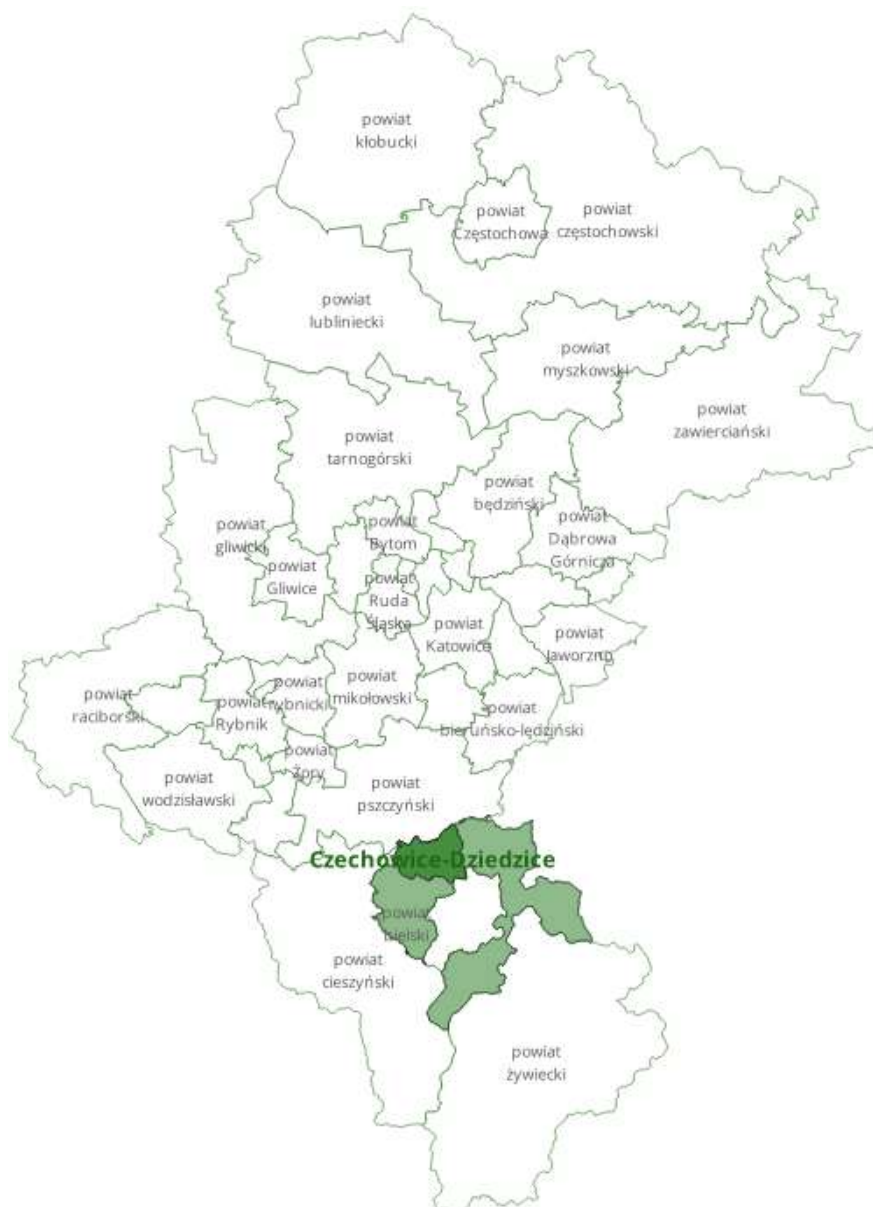 powiat
kłobucki
powiat
Częstochowa
powiat
częstochowski
powiat
lubliniecki
powiat
myszkowski
powiat
zawierciański
powiat
tarnogórski
powiat
będziński
powiat
gliwicki
powiat
Bytom
powiat
Dąbrowa
Górnicza
powiat
Gliwice
powiat
Ruda
Śląska
powiat
Katowice
powiat
Jaworzno
powiat
raciborski
powiat
Rybnik
powiat
rybnicki
powiat
mikołowski
powiat
bieruńsko-lędziński
powiat
Żory
powiat
wodzisławski
powiat
pszczyński
Czechowice-Dziedzice
powiat
bielski
powiat
cieszyński
powiat
żywiecki